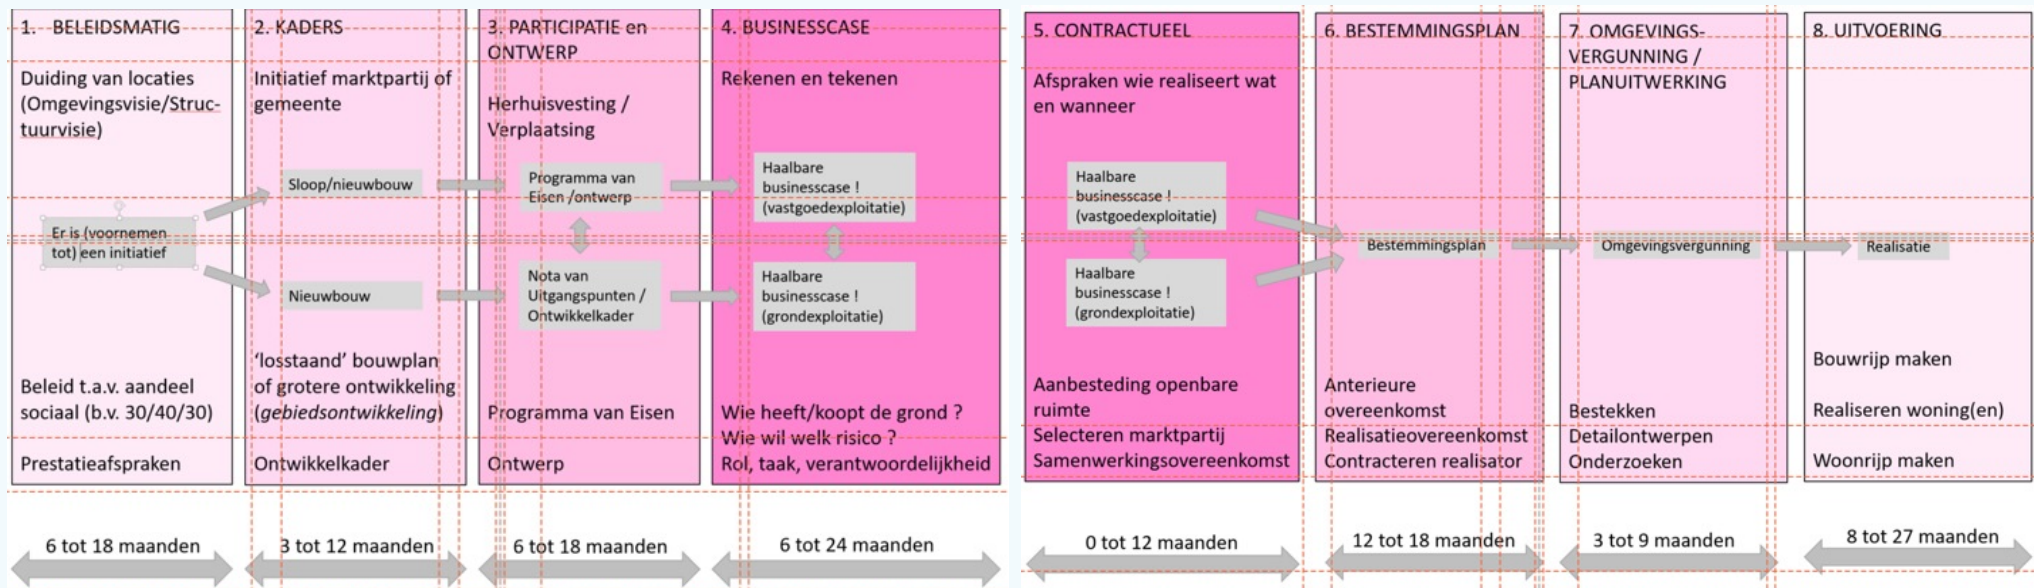 1. BELEIDSMATIG
Duiding van locaties
(Omgevingsvisie/Struc-
tuurvisie)
Er is (voornemen
tot) een initiatief
Beleid t.a.v. aandeel
sociaal (b.v. 30/40/30)
Prestatieafspraken
6 tot 18 maanden
2. KADERS
Initiatief marktpartij of
gemeente
Sloop/nieuwbouw
Nieuwbouw
‘losstaand’ bouwplan
of grotere ontwikkeling
(gebiedsontwikkeling)
Ontwikkelkader
3 tot 12 maanden
3. PARTICIPATIE en
ONTWERP
Herhuisvesting /
Verplaatsing
Programma van
Eisen /ontwerp
Nota van
Uitgangspunten /
Ontwikkelkader
Programma van Eisen
Ontwerp
6 tot 18 maanden
4. BUSINESSCASE
Rekenen en tekenen
Haalbare
businesscase !
(vastgoedexploitatie)
Haalbare
businesscase !
(grondexploitatie)
Wie heeft/koopt de grond ?
Wie wil welk risico ?
Rol, taak, verantwoordelijkheid
6 tot 24 maanden
5. CONTRACTUEEL
Afspraken wie realiseert wat
en wanneer
Haalbare
businesscase !
(vastgoedexploitatie)
Haalbare
businesscase !
(grondexploitatie)
Aanbesteding openbare
ruimte
Selecteren marktpartij
Samenwerkingsovereenkomst
0 tot 12 maanden
6. BESTEMMINGSPLAN
Bestemmingsplan
Anterieure
overeenkomst
Realisatieovereenkomst
Contracteren realisator
12 tot 18 maanden
7. OMGEVINGS-
VERGUNNING /
PLANUITWERKING
Omgevingsvergunning
Bestekken
Detailontwerpen
Onderzoeken
3 tot 9 maanden
8. UITVOERING
Realisatie
Bouwrijp maken
Realiseren woning(en)
Woonrijp maken
8 tot 27 maanden